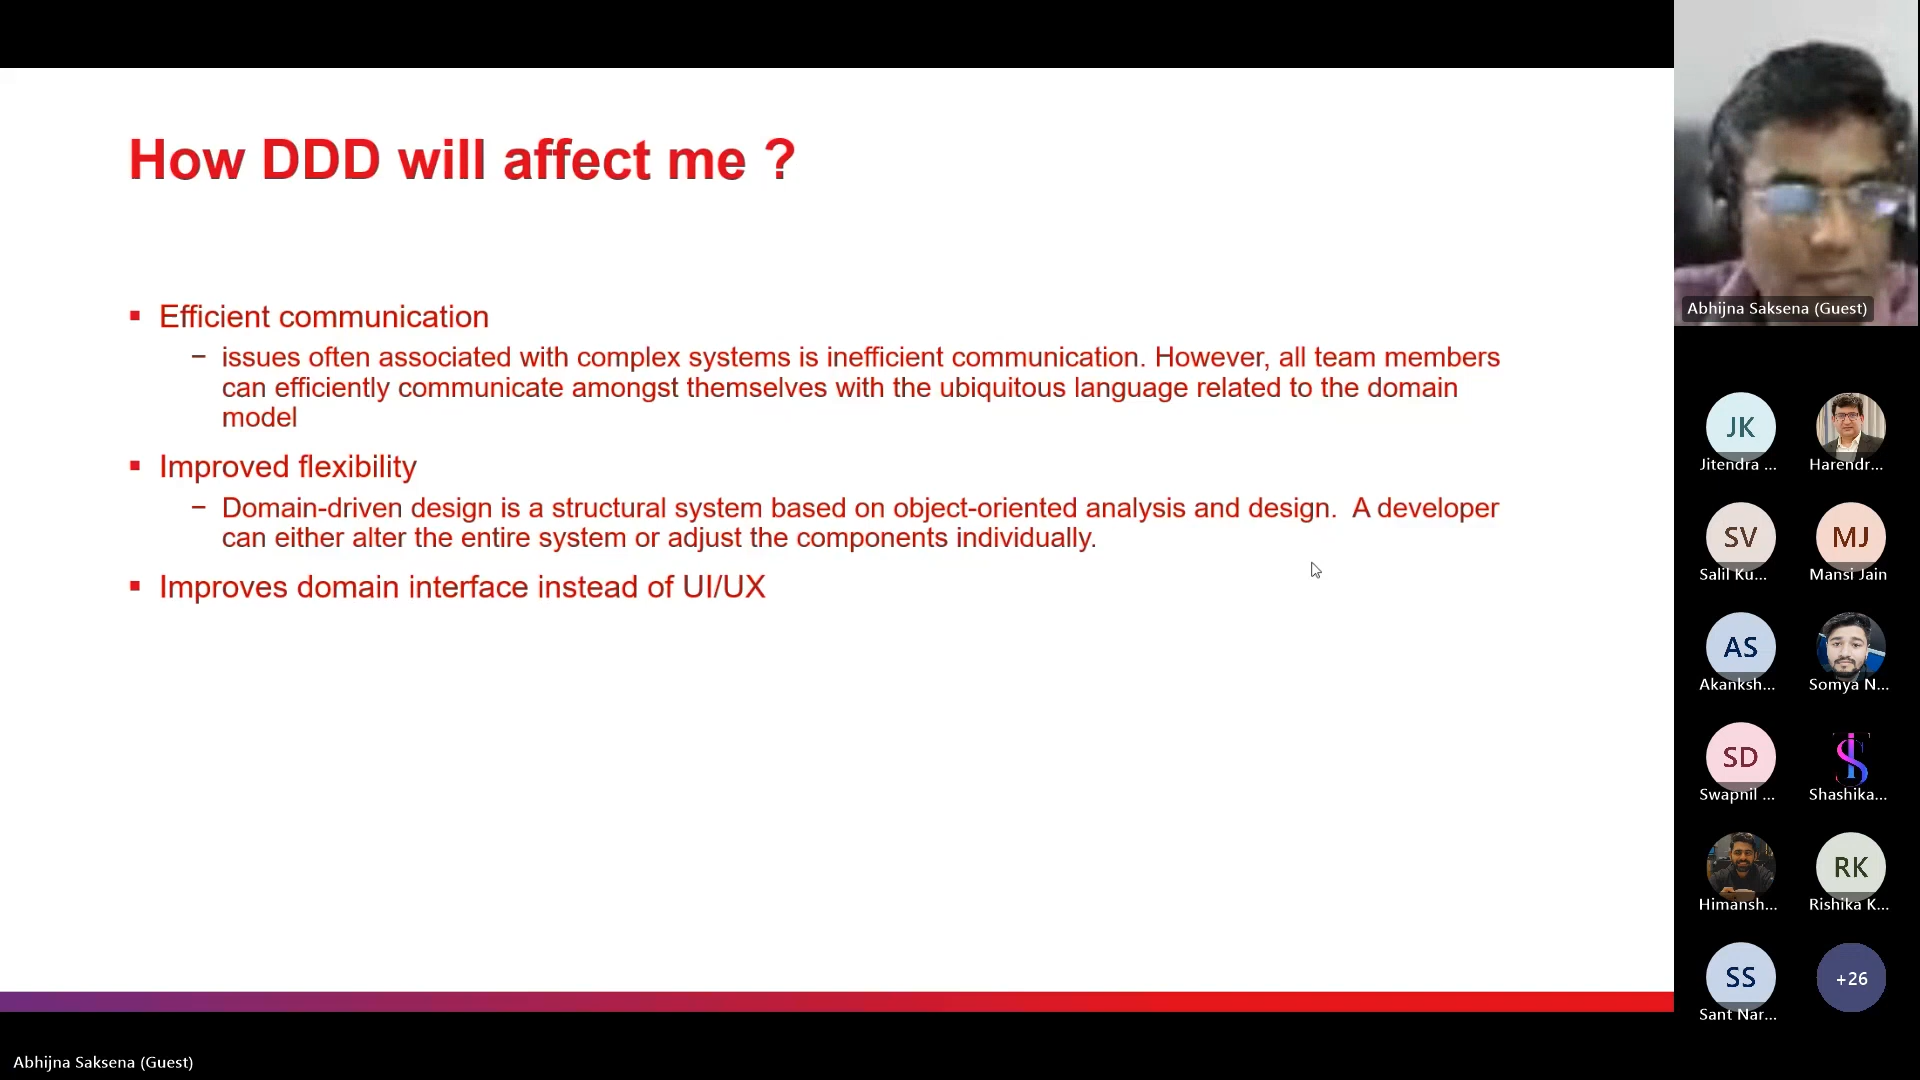 How DDD will affect me ?
▪ Efficient communication
– issues often associated with complex systems is inefficient communication. However, all team members
can efficiently communicate amongst themselves with the ubiquitous language related to the domain
model
▪ Improved flexibility
– Domain-driven design is a structural system based on object-oriented analysis and design.  A developer
can either alter the entire system or adjust the components individually.
▪ Improves domain interface instead of UI/UX
Abhijna Saksena (Guest)
JK
Jitendra ...
Harendr...
SV
Salil Ku...
MJ
Mansi Jain
AS
Akanksh...
Somya N...
SD
Swapnil ...
Shashika...
Himansh...
RK
Rishika K...
SS
Sant Nar...
+26
Abhijna Saksena (Guest)